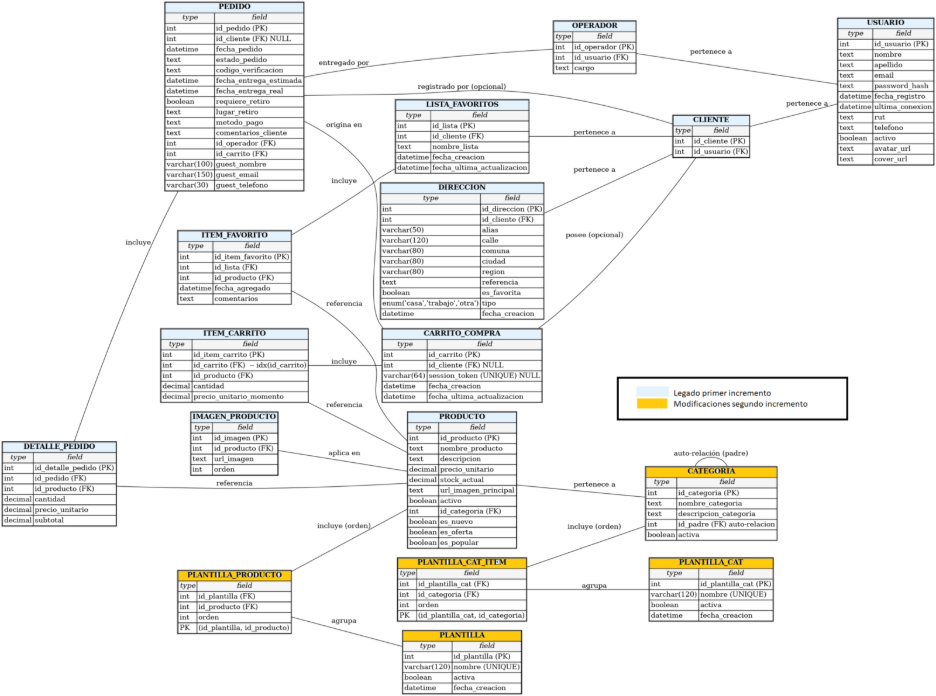 PEDIDO
type field
int id_pedido (PK)
int id_cliente (FK) NULL
datetime fecha_pedido
text estado_pedido
text codigo_verificacion
datetime fecha_entrega_estimada
datetime fecha_entrega_real
boolean requiere_retiro
text lugar_retiro
text metodo_pago
text comentarios_cliente
int id_operador (FK)
int id_carrito (FK)
varchar(100) guest_nombre
varchar(150) guest_email
varchar(30) guest_telefono
entregado por
OPERADOR
type field
int id_operador (PK)
int id_usuario (FK)
text cargo
pertenece a
USUARIO
type field
int id_usuario (PK)
text nombre
text apellido
text email
text password_hash
datetime fecha_registro
datetime ultima_conexion
text rut
text telefono
boolean activo
text avatar_url
text cover_url
registrado por (opcional)
pertenece a
LISTA_FAVORITOS
type field
int id_lista (PK)
int id_cliente (FK)
text nombre_lista
datetime fecha_creacion
datetime fecha_ultima_actualizacion
CLIENTE
type field
int id_cliente (PK)
int id_usuario (FK)
origina en
pertenece a
pertenece a
incluye
DIRECCION
type field
int id_direccion (PK)
int id_cliente (FK)
varchar(50) alias
varchar(120) calle
varchar(80) comuna
varchar(80) ciudad
varchar(80) region
text referencia
boolean es_favorita
enum('casa','trabajo','otra') tipo
datetime fecha_creacion
posee (opcional)
incluye
ITEM_FAVORITO
type field
int id_item_favorito (PK)
int id_lista (FK)
int id_producto (FK)
datetime fecha_agregado
text comentarios
referencia
ITEM_CARRITO
type field
int id_item_carrito (PK)
int id_carrito (FK) -- idx(id_carrito)
int id_producto (FK)
decimal cantidad
decimal precio_unitario_momento
incluye
CARRITO_COMPRA
type field
int id_carrito (PK)
int id_cliente (FK) NULL
varchar(64) session_token (UNIQUE) NULL
datetime fecha_creacion
datetime fecha_ultima_actualizacion
Legado primer incremento
Modificaciones segundo incremento
referencia
IMAGEN_PRODUCTO
type field
int id_imagen (PK)
int id_producto (FK)
text url_imagen
int orden
aplica en
PRODUCTO
type field
int id_producto (PK)
text nombre_producto
text descripcion
decimal precio_unitario
decimal stock_actual
text url_imagen_principal
boolean activo
int id_categoria (FK)
boolean es_nuevo
boolean es_oferta
boolean es_popular
DETALLE_PEDIDO
type field
int id_detalle_pedido (PK)
int id_pedido (FK)
int id_producto (FK)
decimal cantidad
decimal precio_unitario
decimal subtotal
referencia
auto-relación (padre)
pertenece a
CATEGORIA
type field
int id_categoria (PK)
text nombre_categoria
text descripcion_categoria
int id_padre (FK) auto-relacion
boolean activa
incluye (orden)
incluye (orden)
PLANTILLA_PRODUCTO
type field
int id_plantilla (FK)
int id_producto (FK)
int orden
PK (id_plantilla, id_producto)
PLANTILLA_CAT_ITEM
type field
int id_plantilla_cat (FK)
int id_categoria (FK)
int orden
PK (id_plantilla_cat, id_categoria)
agrupa
PLANTILLA_CAT
type field
int id_plantilla_cat (PK)
varchar(120) nombre (UNIQUE)
boolean activa
datetime fecha_creacion
agrupa
PLANTILLA
type field
int id_plantilla (PK)
varchar(120) nombre (UNIQUE)
boolean activa
datetime fecha_creacion